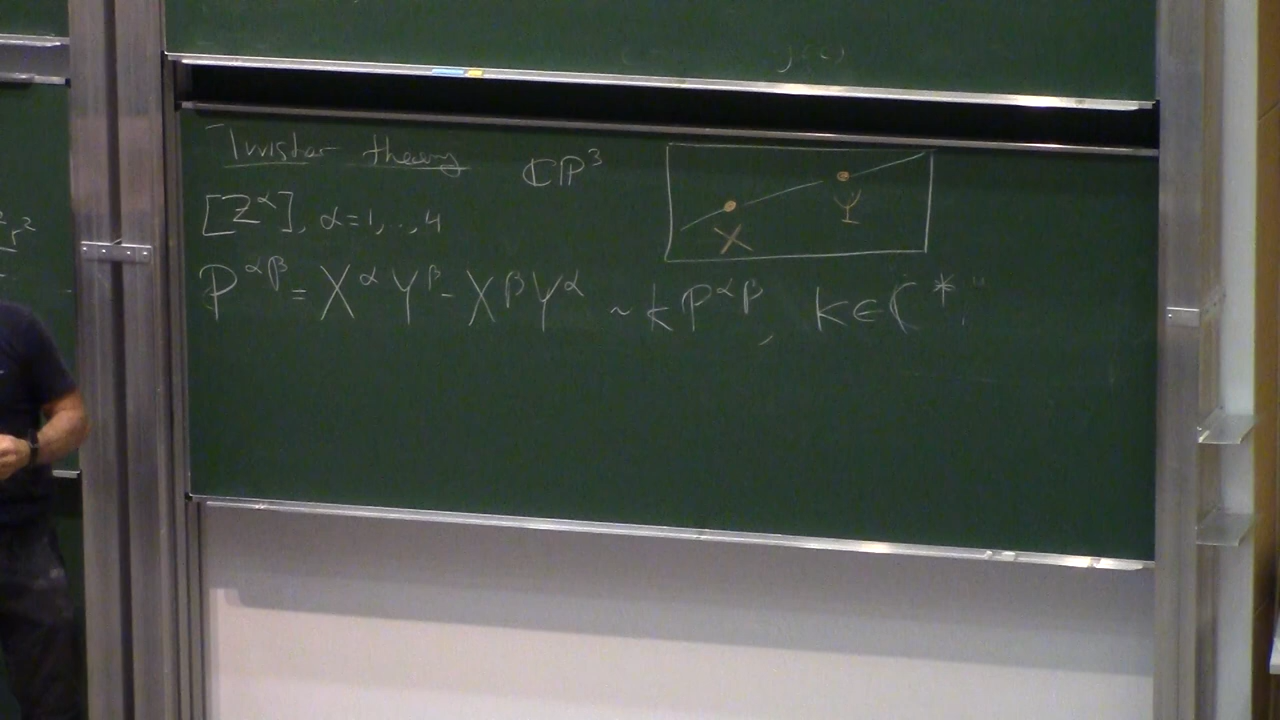 Twistor theory ℂℙ³
[Z^α], α=1,..,4
X
Y
P^{αβ} = X^α Y^β - X^β Y^α ~ k P^{αβ}, k∈ℂ*